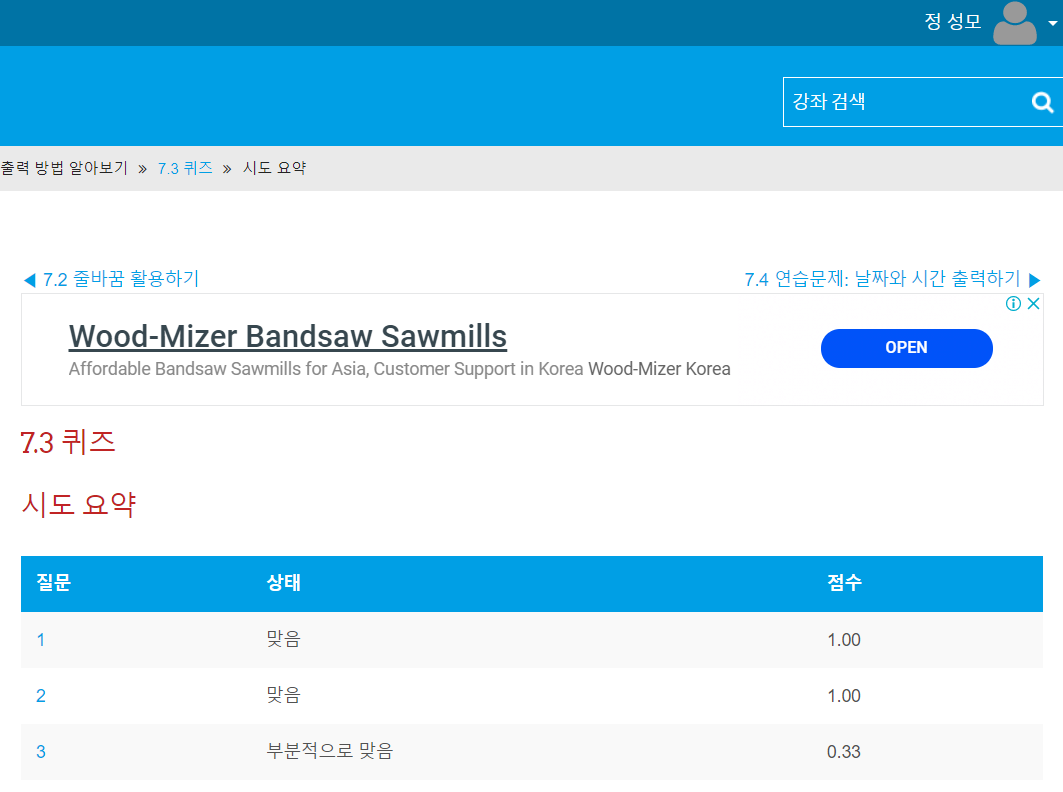 정 성모
강좌 검색
출력 방법 알아보기 » 7.3 퀴즈 » 시도 요약
◀ 7.2 줄바꿈 활용하기
7.4 연습문제: 날짜와 시간 출력하기 ▶
Wood-Mizer Bandsaw Sawmills
Affordable Bandsaw Sawmills for Asia, Customer Support in Korea Wood-Mizer Korea
OPEN
7.3 퀴즈
시도 요약
질문 상태 점수
1 맞음 1.00
2 맞음 1.00
3 부분적으로 맞음 0.33